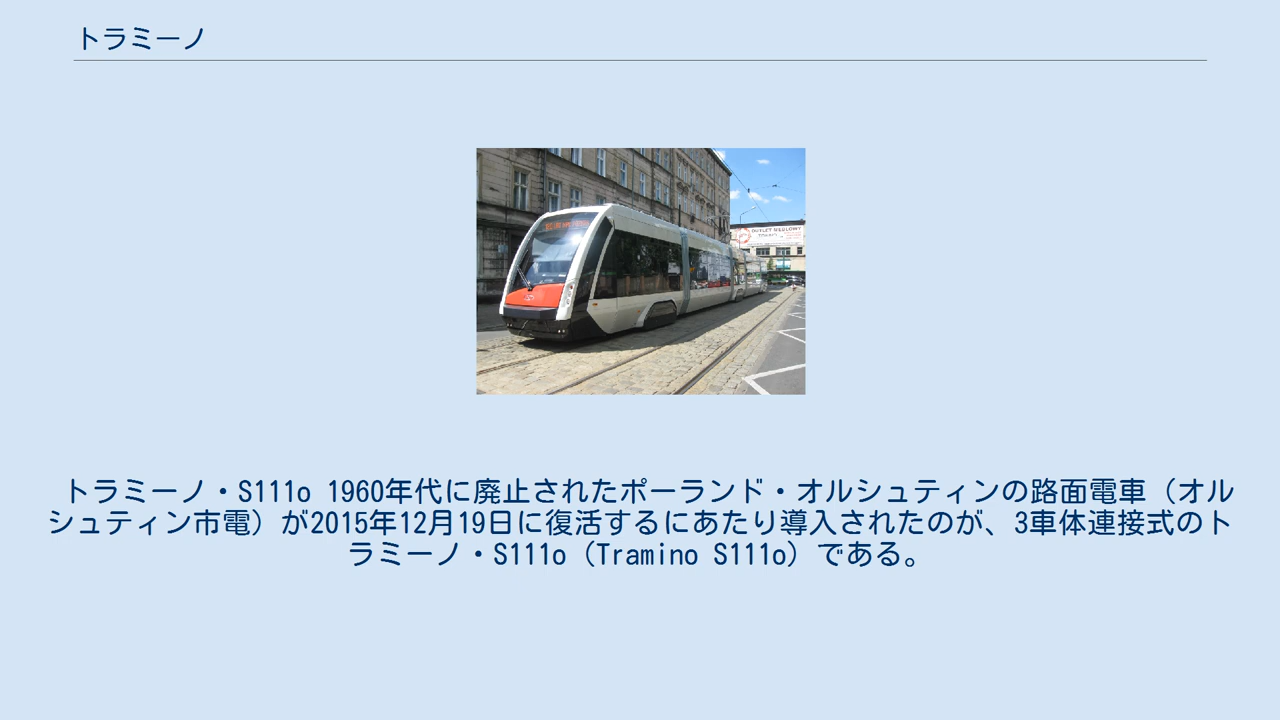 トラミーノ
OUTLET MEBLOWY
トラミーノ・S111o 1960年代に廃止されたポーランド・オルシュティンの路面電車（オル
シュティン市電）が2015年12月19日に復活するにあたり導入されたのが、3車体連接式のト
ラミーノ・S111o（Tramino S111o）である。